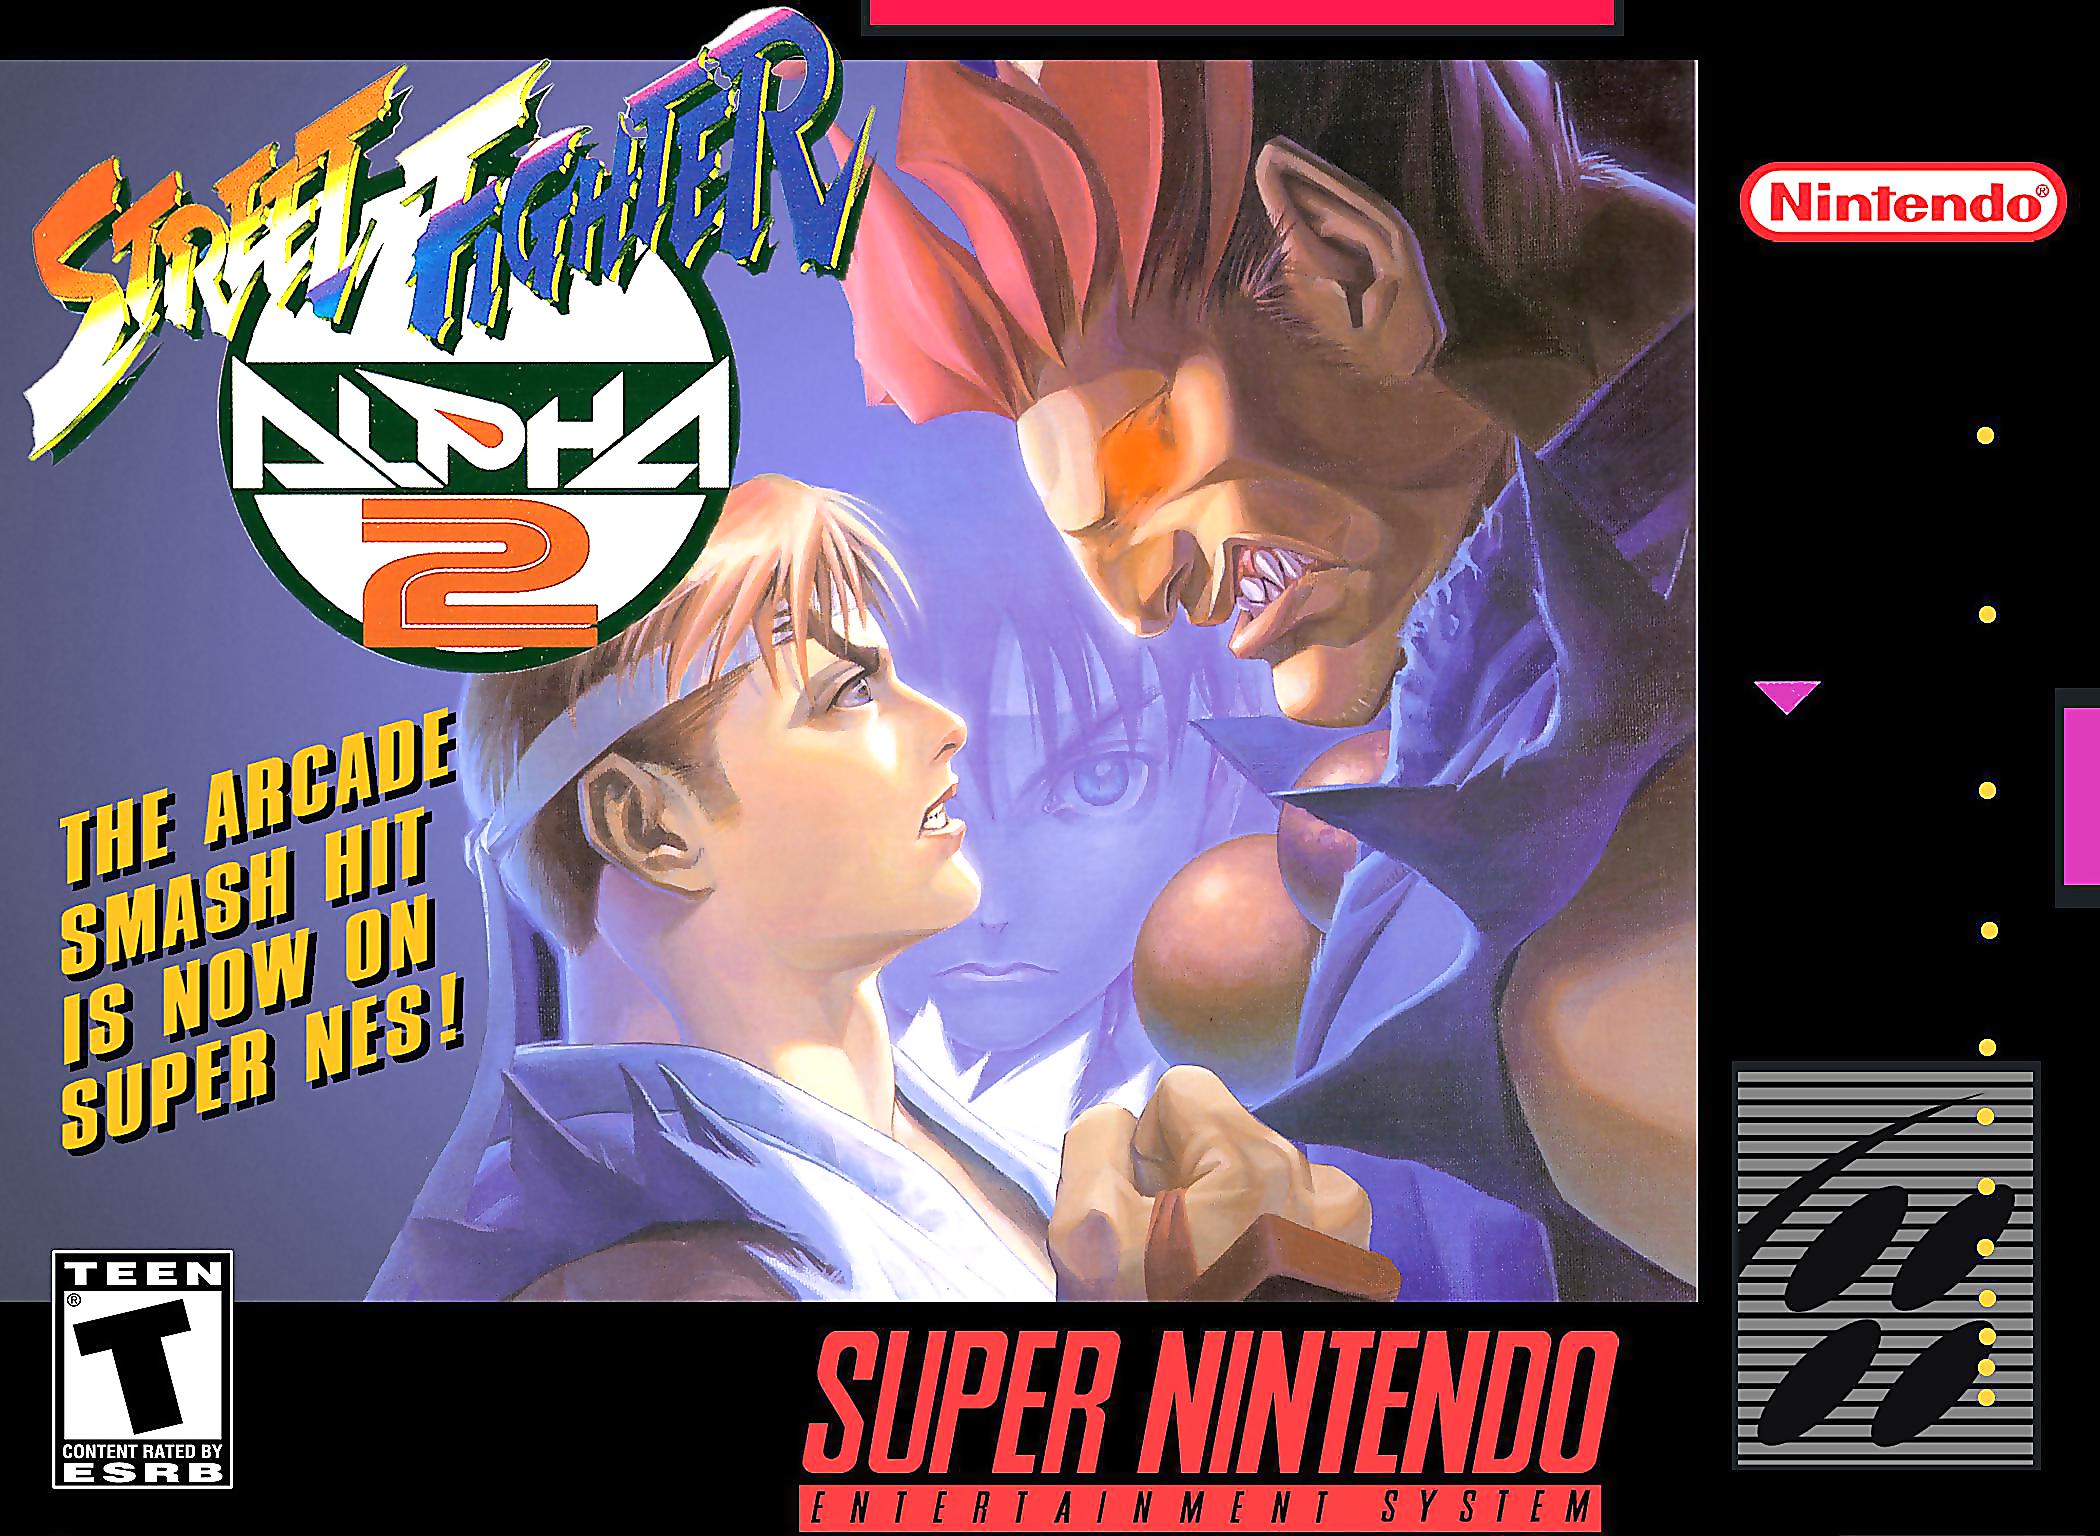 STREET FIGHTER
ALPHA
2
THE ARCADE
SMASH HIT
IS NOW ON
SUPER NES!
Nintendo®
TEEN
®
T
CONTENT RATED BY
ESRB
SUPER NINTENDO
ENTERTAINMENT SYSTEM